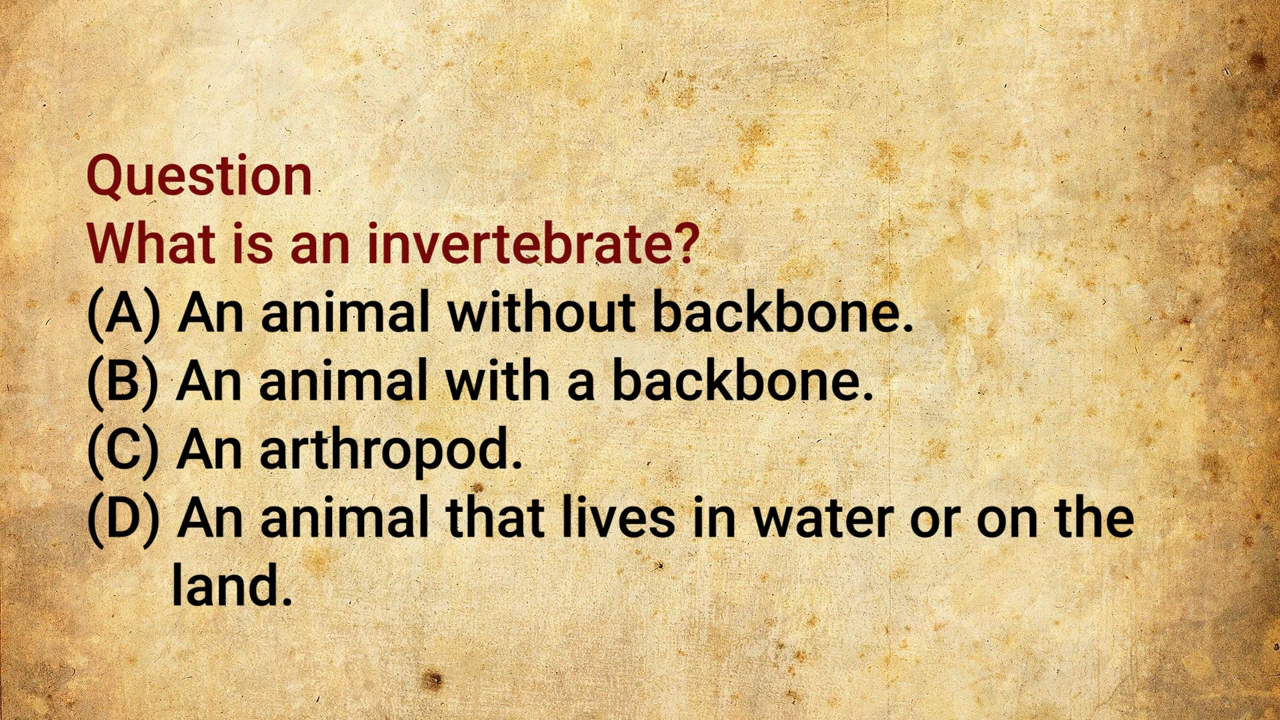 Question
What is an invertebrate?
(A) An animal without backbone.
(B) An animal with a backbone.
(C) An arthropod.
(D) An animal that lives in water or on the
land.